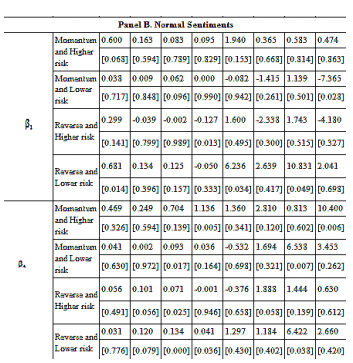 Panel B. Normal Sentiments
Momentum and Higher risk 0.600 0.163 0.083 0.095 1.940 0.365 0.583 0.474
[0.068] [0.594] [0.789] [0.829] [0.153] [0.668] [0.814] [0.863]
Momentum and Lower risk 0.038 0.009 0.062 0.000 -0.082 -1.415 1.139 -7.365
[0.717] [0.848] [0.096] [0.990] [0.942] [0.261] [0.501] [0.028]
β₁
Reverse and Higher risk 0.299 -0.039 -0.002 -0.127 1.600 -2.338 1.743 -4.180
[0.141] [0.799] [0.989] [0.013] [0.495] [0.300] [0.515] [0.327]
Reverse and Lower risk 0.681 0.134 0.125 -0.050 6.236 2.639 10.831 2.041
[0.014] [0.396] [0.157] [0.333] [0.034] [0.417] [0.049] [0.698]
Momentum and Higher risk 0.469 0.249 0.704 1.136 1.360 2.810 0.813 10.400
[0.326] [0.594] [0.139] [0.005] [0.341] [0.120] [0.602] [0.006]
Momentum and Lower risk 0.041 0.002 0.093 0.036 -0.532 1.694 6.538 3.453
[0.630] [0.972] [0.017] [0.164] [0.698] [0.321] [0.007] [0.262]
Reverse and Higher risk 0.056 0.101 0.071 -0.001 -0.376 1.888 1.444 0.630
[0.491] [0.056] [0.025] [0.946] [0.658] [0.058] [0.139] [0.612]
Reverse and Lower risk 0.031 0.120 0.134 0.041 1.297 1.184 6.422 2.660
[0.776] [0.079] [0.000] [0.036] [0.430] [0.402] [0.038] [0.420]